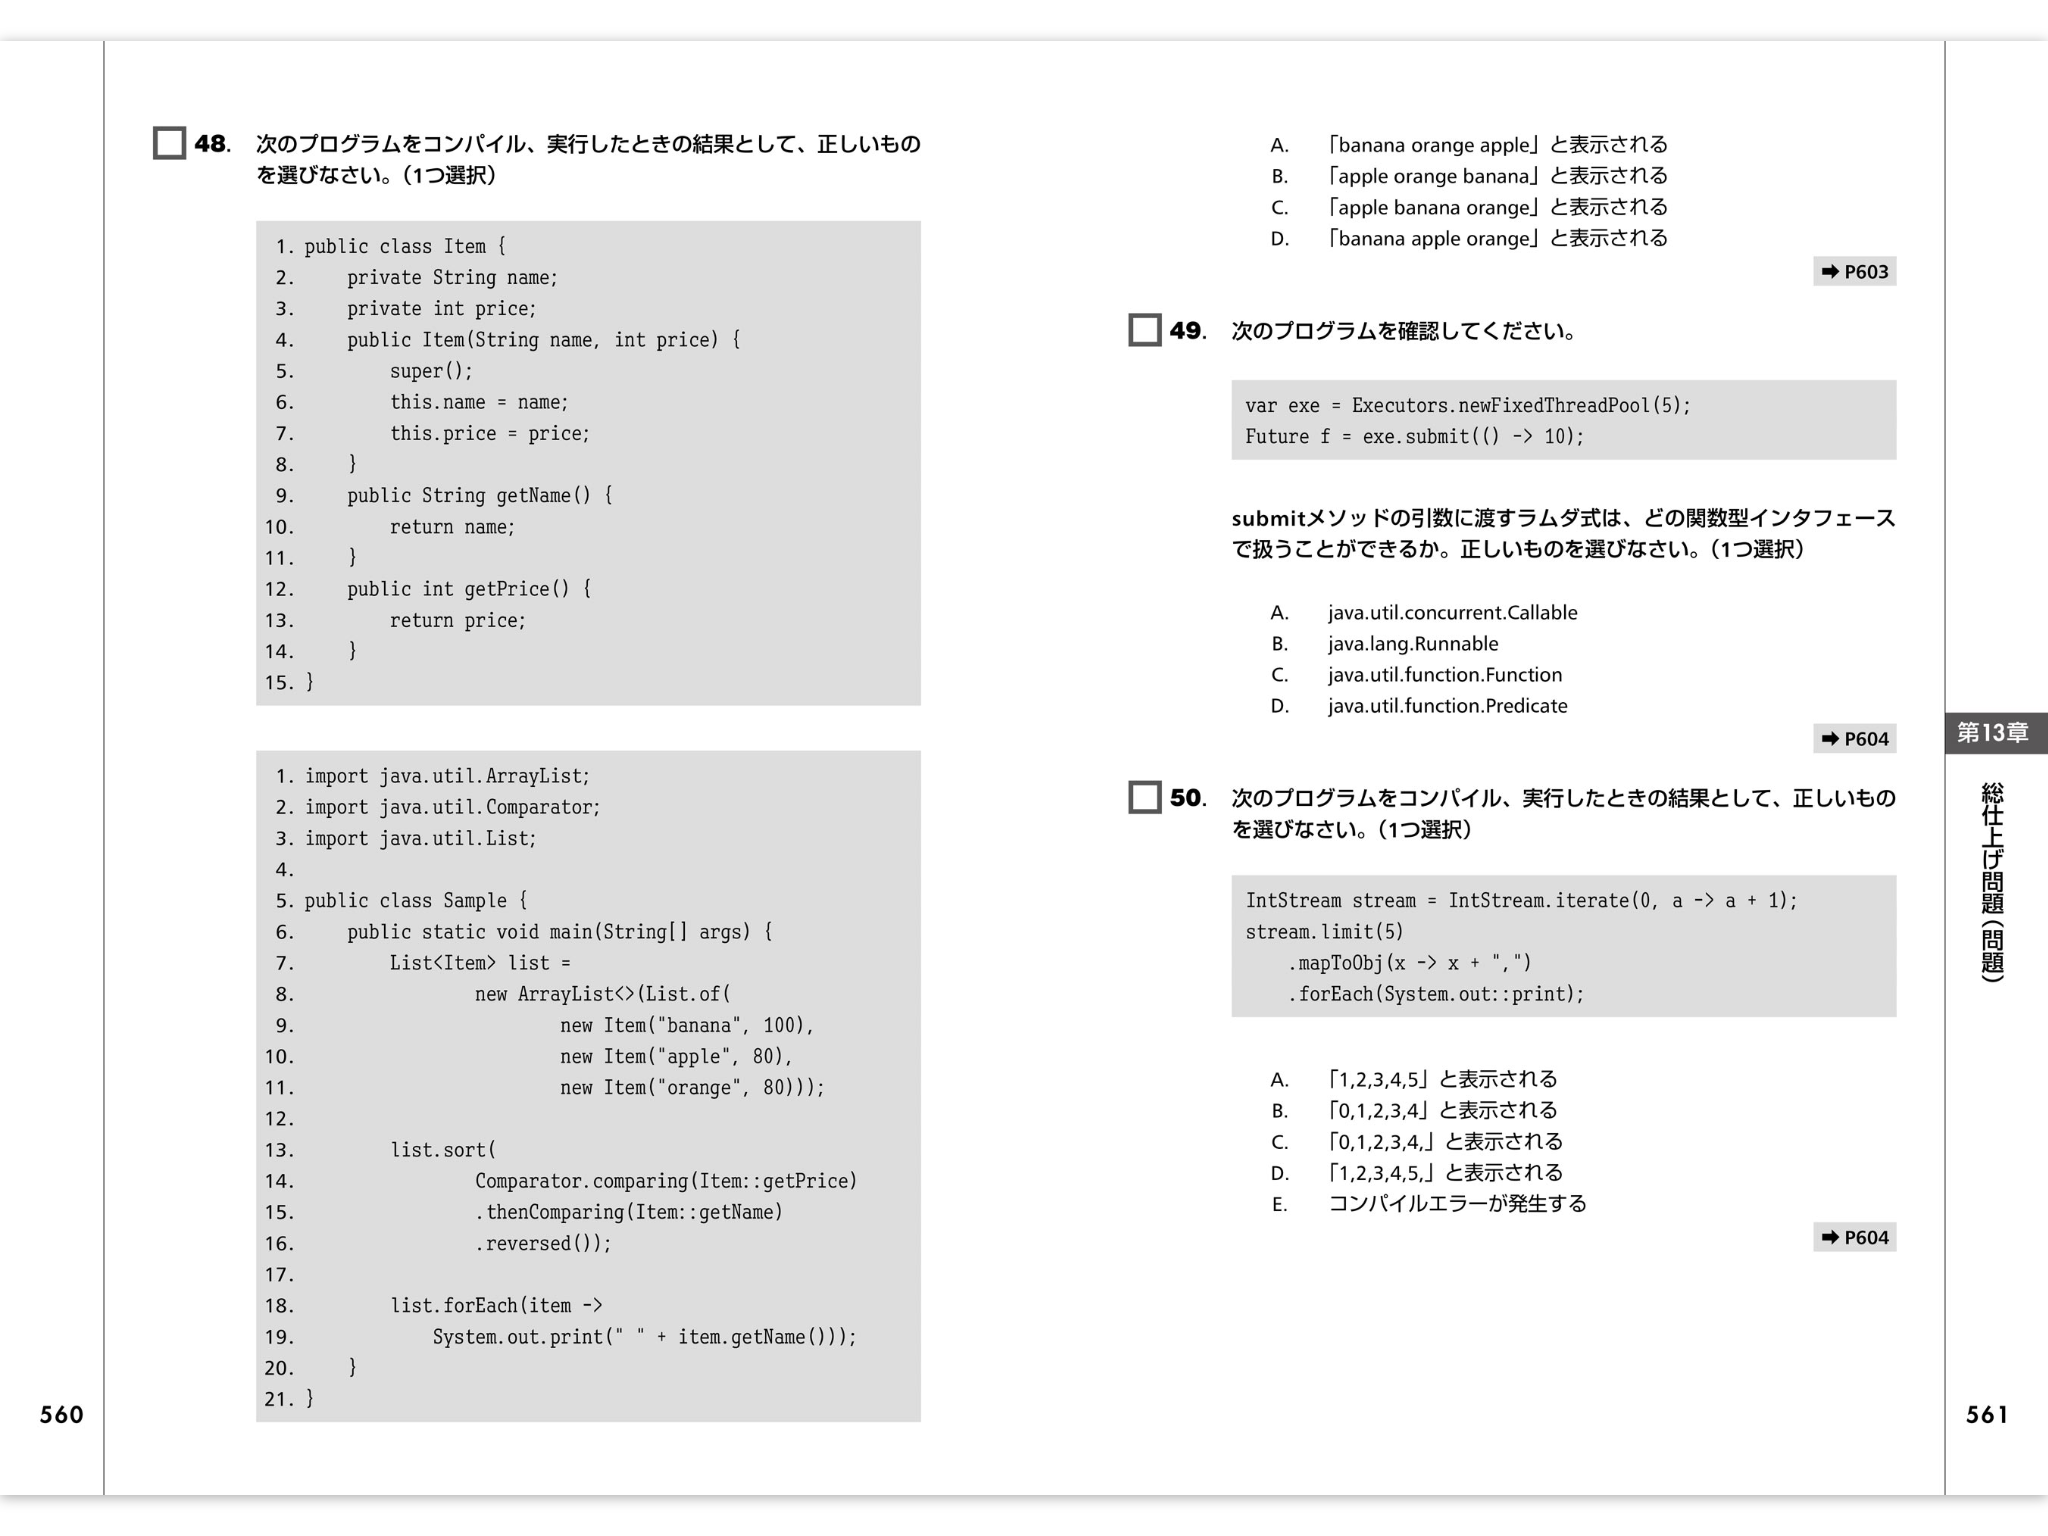 48. 次のプログラムをコンパイル、実行したときの結果として、正しいもの
を選びなさい。（1つ選択）
1. public class Item {
2.     private String name;
3.     private int price;
4.     public Item(String name, int price) {
5.         super();
6.         this.name = name;
7.         this.price = price;
8.     }
9.     public String getName() {
10.         return name;
11.     }
12.     public int getPrice() {
13.         return price;
14.     }
15. }
1. import java.util.ArrayList;
2. import java.util.Comparator;
3. import java.util.List;
4.
5. public class Sample {
6.     public static void main(String[] args) {
7.         List<Item> list =
8.                 new ArrayList<>(List.of(
9.                         new Item("banana", 100),
10.                         new Item("apple", 80),
11.                         new Item("orange", 80)));
12.
13.         list.sort(
14.                 Comparator.comparing(Item::getPrice)
15.                 .thenComparing(Item::getName)
16.                 .reversed());
17.
18.         list.forEach(item ->
19.             System.out.print(" " + item.getName()));
20.     }
21. }
560
A. 「banana orange apple」と表示される
B. 「apple orange banana」と表示される
C. 「apple banana orange」と表示される
D. 「banana apple orange」と表示される
➡ P603
49. 次のプログラムを確認してください。
var exe = Executors.newFixedThreadPool(5);
Future f = exe.submit(() -> 10);
submitメソッドの引数に渡すラムダ式は、どの関数型インタフェース
で扱うことができるか。正しいものを選びなさい。（1つ選択）
A. java.util.concurrent.Callable
B. java.lang.Runnable
C. java.util.function.Function
D. java.util.function.Predicate
➡ P604
50. 次のプログラムをコンパイル、実行したときの結果として、正しいもの
を選びなさい。（1つ選択）
IntStream stream = IntStream.iterate(0, a -> a + 1);
stream.limit(5)
    .mapToObj(x -> x + ",")
    .forEach(System.out::print);
A. 「1,2,3,4,5」と表示される
B. 「0,1,2,3,4」と表示される
C. 「0,1,2,3,4,」と表示される
D. 「1,2,3,4,5,」と表示される
E. コンパイルエラーが発生する
➡ P604
第13章
総仕上げ問題（問題）
561